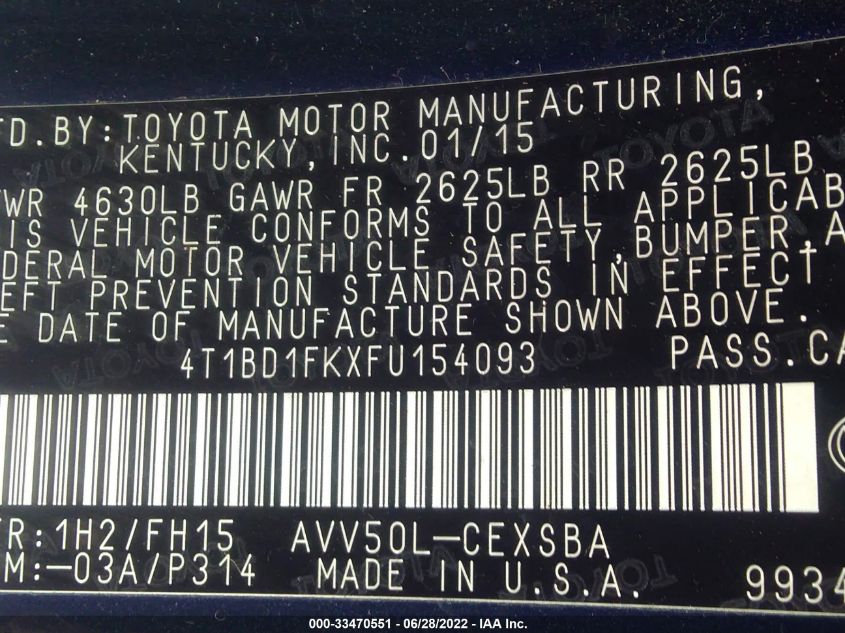 TD.BY:TOYOTA MOTOR MANUFACTURING,
KENTUCKY,INC.01/15
WR 4630LB GAWR FR 2625LB RR 2625LB
IS VEHICLE CONFORMS TO ALL APPLICAB
DERAL MOTOR VEHICLE SAFETY,BUMPER,A
EFT PREVENTION STANDARDS IN EFFECT
E DATE OF MANUFACTURE SHOWN ABOVE.
4T1BD1FKXFU154093 PASS.CA
TR:1H2/FH15 AVV50L-CEXSBA
M:-03A/P314 MADE IN U.S.A. 9934
000-33470551 / 06/28/2022 - IAA Inc.